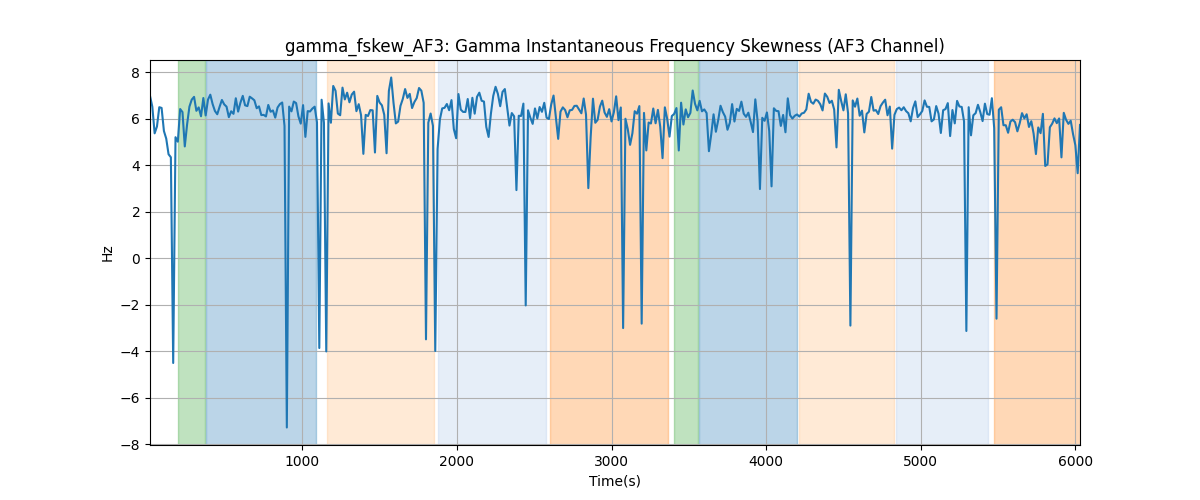 gamma_fskew_AF3: Gamma Instantaneous Frequency Skewness (AF3 Channel)
8
6
4
2
0
−2
−4
−6
−8
Hz
1000 2000 3000 4000 5000 6000
Time(s)